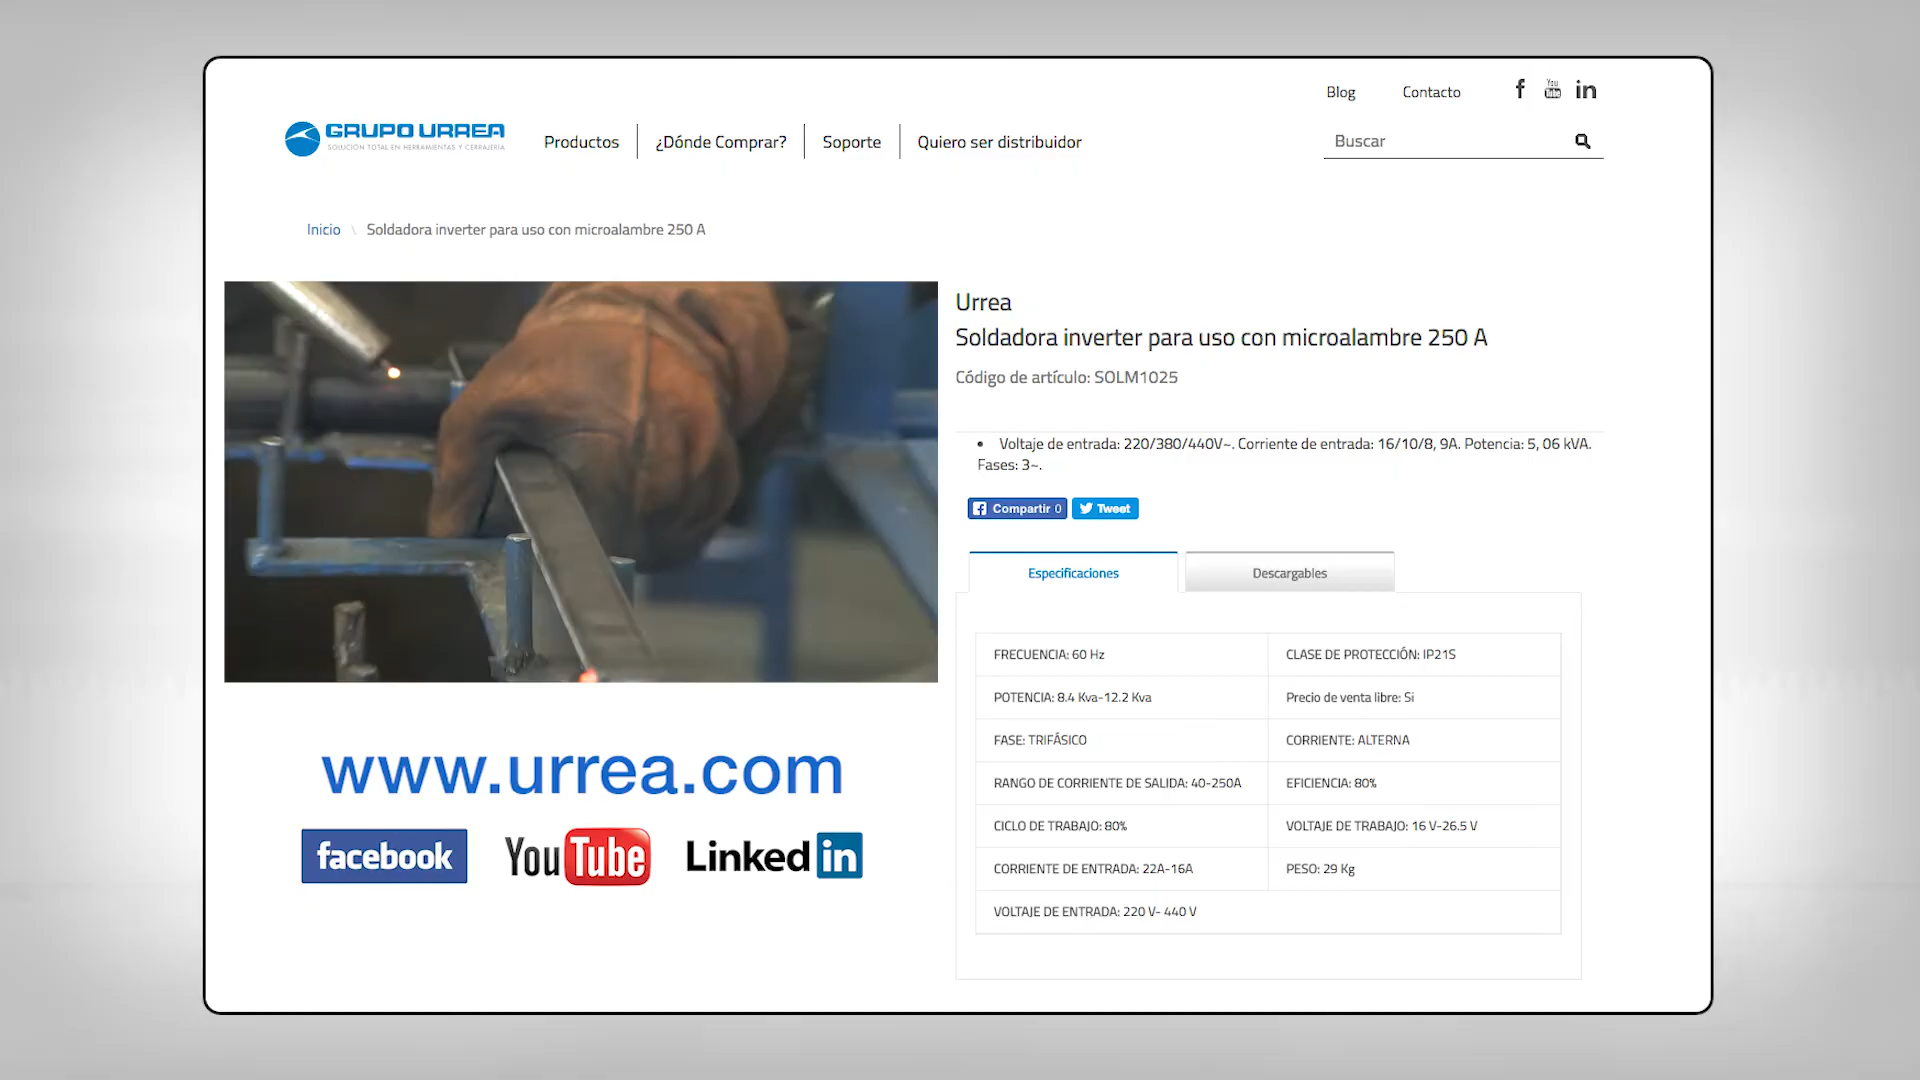 Blog
Contacto
f
You Tube
in
GRUPO URREA
SOLUCIÓN TOTAL EN HERRAMIENTAS Y CERRAJERÍA
Productos
¿Dónde Comprar?
Soporte
Quiero ser distribuidor
Buscar
Inicio \ Soldadora inverter para uso con microalambre 250 A
Urrea
Soldadora inverter para uso con microalambre 250 A
Código de artículo: SOLM1025
• Voltaje de entrada: 220/380/440V~. Corriente de entrada: 16/10/8, 9A. Potencia: 5, 06 kVA.
Fases: 3~.
Compartir 0
Tweet
Especificaciones
Descargables
FRECUENCIA: 60 Hz
CLASE DE PROTECCIÓN: IP21S
POTENCIA: 8.4 Kva-12.2 Kva
Precio de venta libre: Si
FASE: TRIFÁSICO
CORRIENTE: ALTERNA
RANGO DE CORRIENTE DE SALIDA: 40-250A
EFICIENCIA: 80%
CICLO DE TRABAJO: 80%
VOLTAJE DE TRABAJO: 16 V-26.5 V
CORRIENTE DE ENTRADA: 22A-16A
PESO: 29 Kg
VOLTAJE DE ENTRADA: 220 V- 440 V
www.urrea.com
facebook
YouTube
Linked in